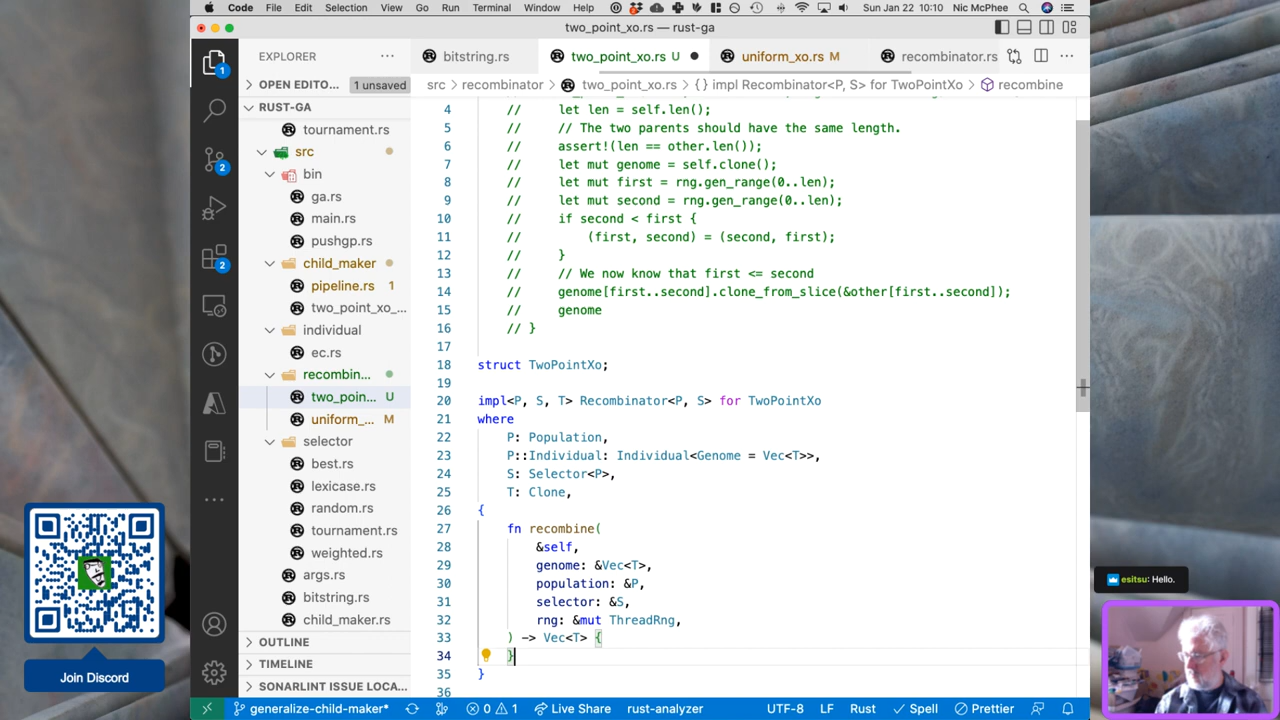 Code File Edit Selection View Go Run Terminal Window Help Sun Jan 22 10:10 Nic McPhee
two_point_xo.rs — rust-ga
EXPLORER
bitstring.rs
two_point_xo.rs U
uniform_xo.rs M
recombinator.rs
OPEN EDITO... 1 unsaved
src > recombinator > two_point_xo.rs > {} impl Recombinator<P, S> for TwoPointXo > recombine
RUST-GA
tournament.rs
src
bin
ga.rs
main.rs
pushgp.rs
child_maker
pipeline.rs 1
two_point_xo_...
individual
ec.rs
recombin...
two_poin... U
uniform_... M
selector
best.rs
lexicase.rs
random.rs
tournament.rs
weighted.rs
args.rs
bitstring.rs
child_maker.rs
OUTLINE
TIMELINE
SONARLINT ISSUE LOCA...
4 // let len = self.len();
5 // // The two parents should have the same length.
6 // assert!(len == other.len());
7 // let mut genome = self.clone();
8 // let mut first = rng.gen_range(0..len);
9 // let mut second = rng.gen_range(0..len);
10 // if second < first {
11 // (first, second) = (second, first);
12 // }
13 // // We now know that first <= second
14 // genome[first..second].clone_from_slice(&other[first..second]);
15 // genome
16 // }
17
18 struct TwoPointXo;
19
20 impl<P, S, T> Recombinator<P, S> for TwoPointXo
21 where
22 P: Population,
23 P::Individual: Individual<Genome = Vec<T>>,
24 S: Selector<P>,
25 T: Clone,
26 {
27 fn recombine(
28 &self,
29 genome: &Vec<T>,
30 population: &P,
31 selector: &S,
32 rng: &mut ThreadRng,
33 ) -> Vec<T> {
34 }
35 }
36
1
2
2
Join Discord
esitsu: Hello.
generalize-child-maker* 0 1 Live Share rust-analyzer UTF-8 LF Rust Spell Prettier